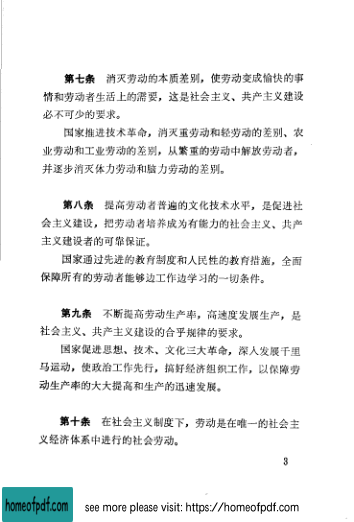 第七条 消灭劳动的本质差别，使劳动变成愉快的事
情和劳动者生活上的需要，这是社会主义、共产主义建设
必不可少的要求。
国家推进技术革命，消灭重劳动和轻劳动的差别、农
业劳动和工业劳动的差别，从繁重的劳动中解放劳动者，
并逐步消灭体力劳动和脑力劳动的差别。
第八条 提高劳动者普遍的文化技术水平，是促进社
会主义建设，把劳动者培养成为有能力的社会主义、共产
主义建设者的可靠保证。
国家通过先进的教育制度和人民性的教育措施，全面
保障所有的劳动者能够边工作边学习的一切条件。
第九条 不断提高劳动生产率，高速度发展生产，是
社会主义、共产主义建设的合乎规律的要求。
国家促进思想、技术、文化三大革命，深入发展千里
马运动，使政治工作先行，搞好经济组织工作，以保障劳
动生产率的大大提高和生产的迅速发展。
第十条 在社会主义制度下，劳动是在唯一的社会主
义经济体系中进行的社会劳动。
3
homeofpdf.com see more please visit: https://homeofpdf.com